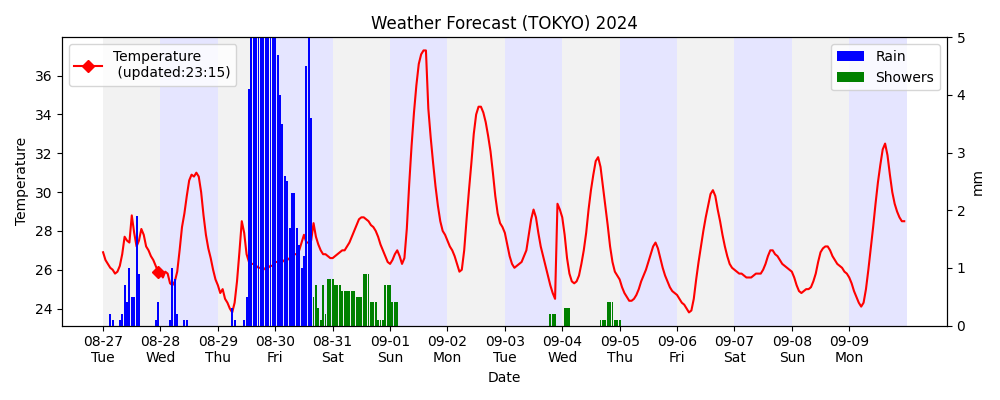 Weather Forecast (TOKYO) 2024
Temperature
(updated:23:15)
Rain
Showers
Temperature
36
34
32
30
28
26
24
5
4
3
2
1
0
mm
08-27 08-28 08-29 08-30 08-31 09-01 09-02 09-03 09-04 09-05 09-06 09-07 09-08 09-09
Tue Wed Thu Fri Sat Sun Mon Tue Wed Thu Fri Sat Sun Mon
Date